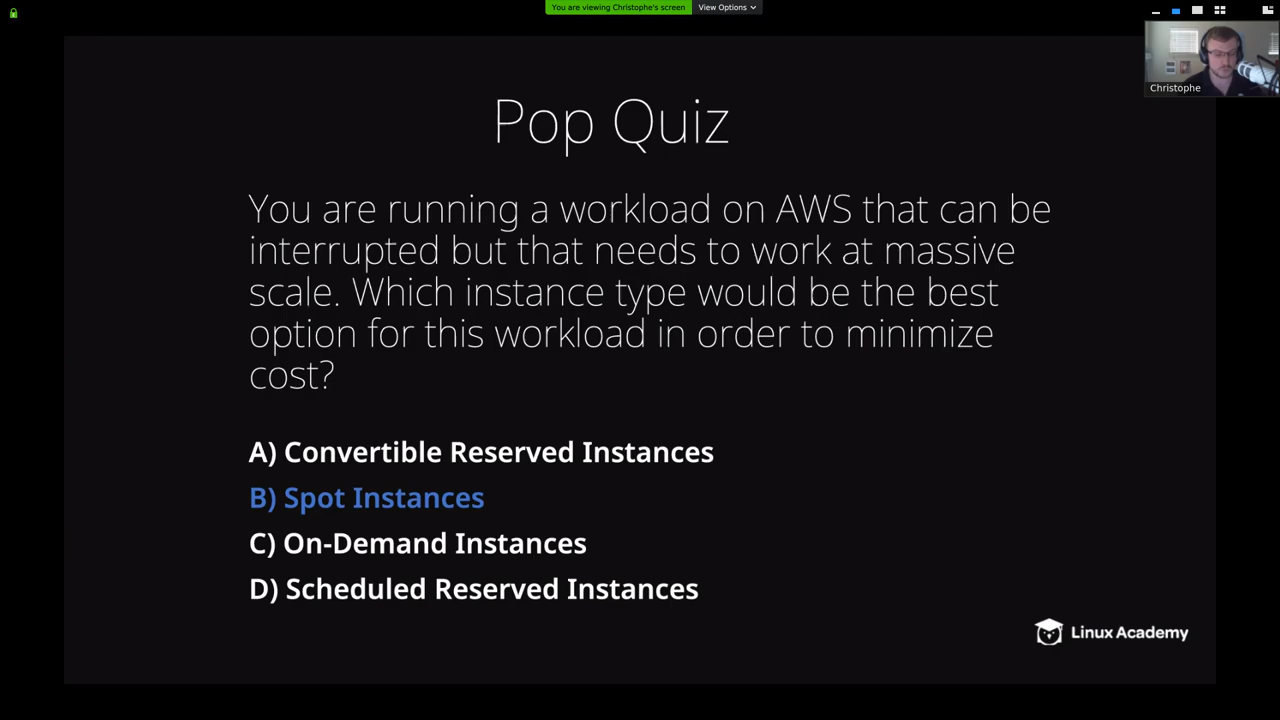 You are viewing Christophe's screen
View Options
Christophe
Pop Quiz
You are running a workload on AWS that can be
interrupted but that needs to work at massive
scale. Which instance type would be the best
option for this workload in order to minimize
cost?
A) Convertible Reserved Instances
B) Spot Instances
C) On-Demand Instances
D) Scheduled Reserved Instances
Linux Academy